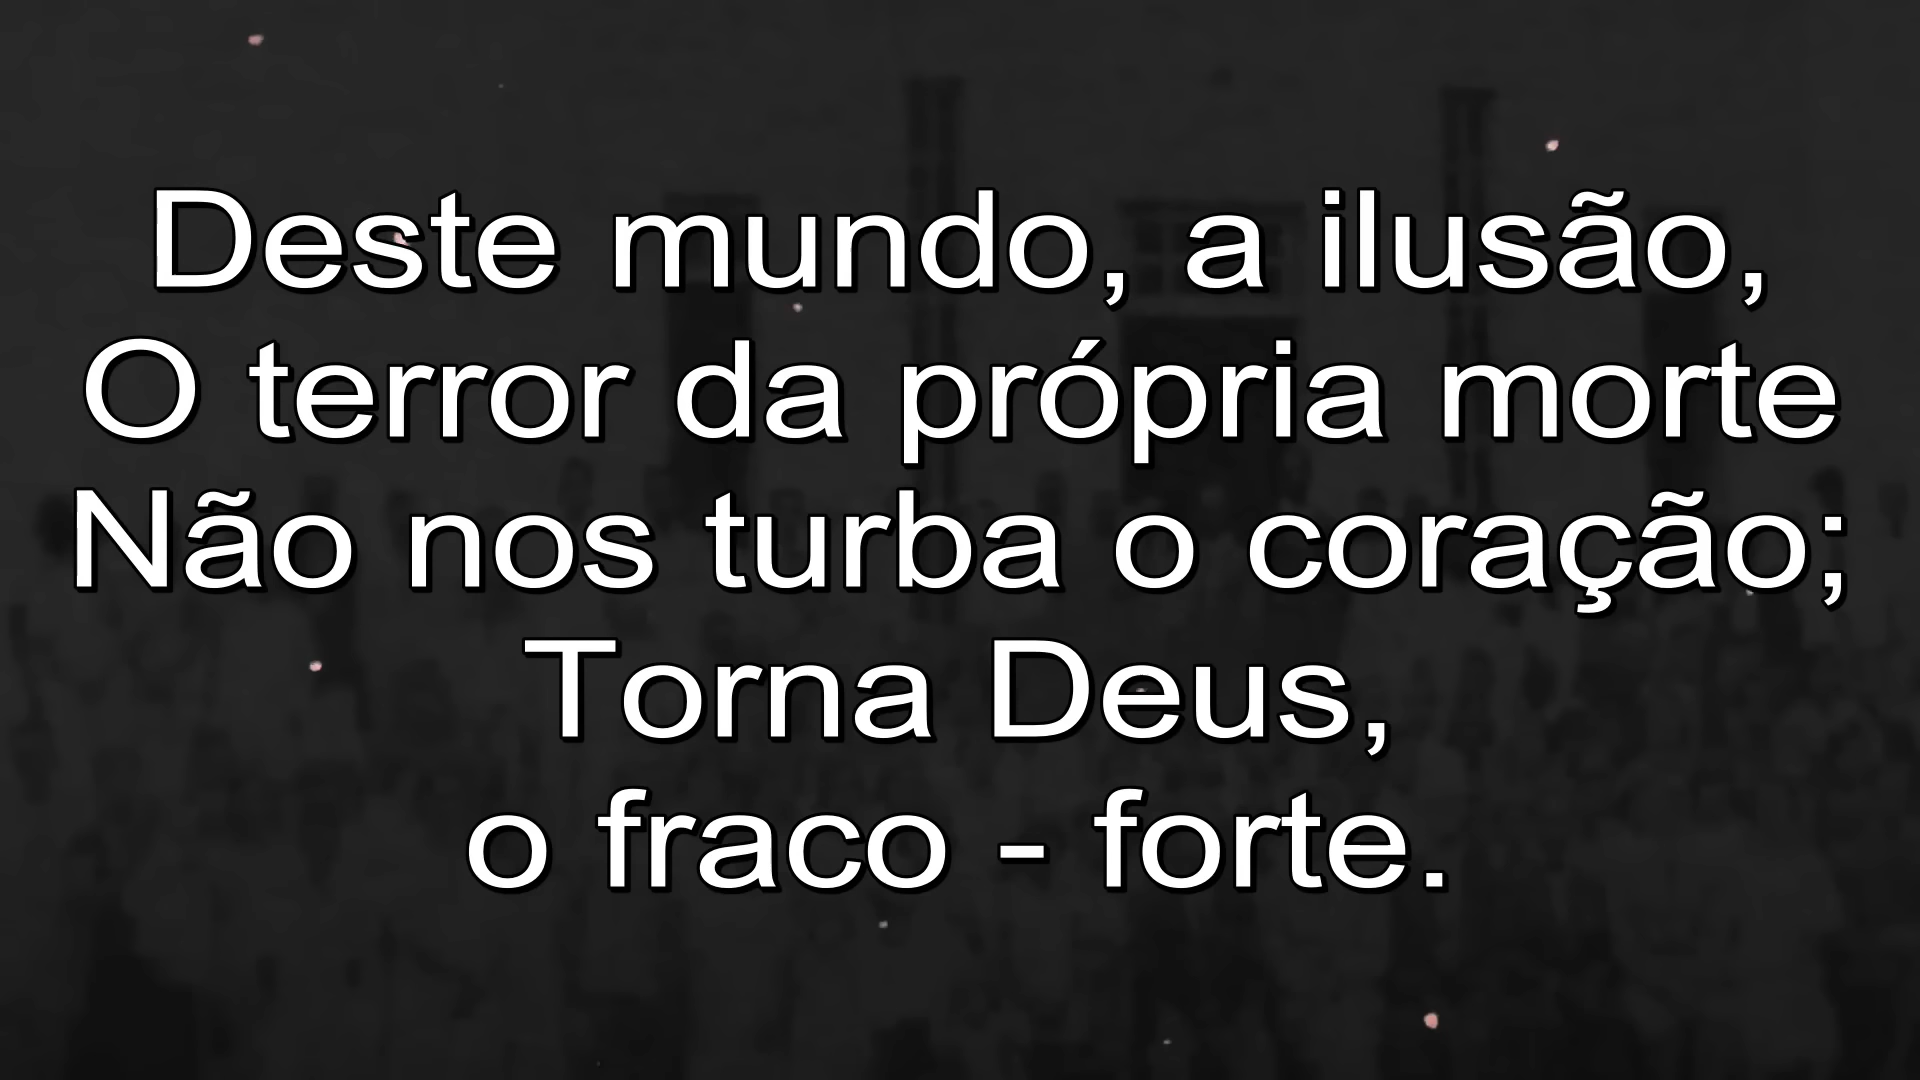 Deste mundo, a ilusão,
O terror da própria morte
Não nos turba o coração;
Torna Deus,
o fraco - forte.